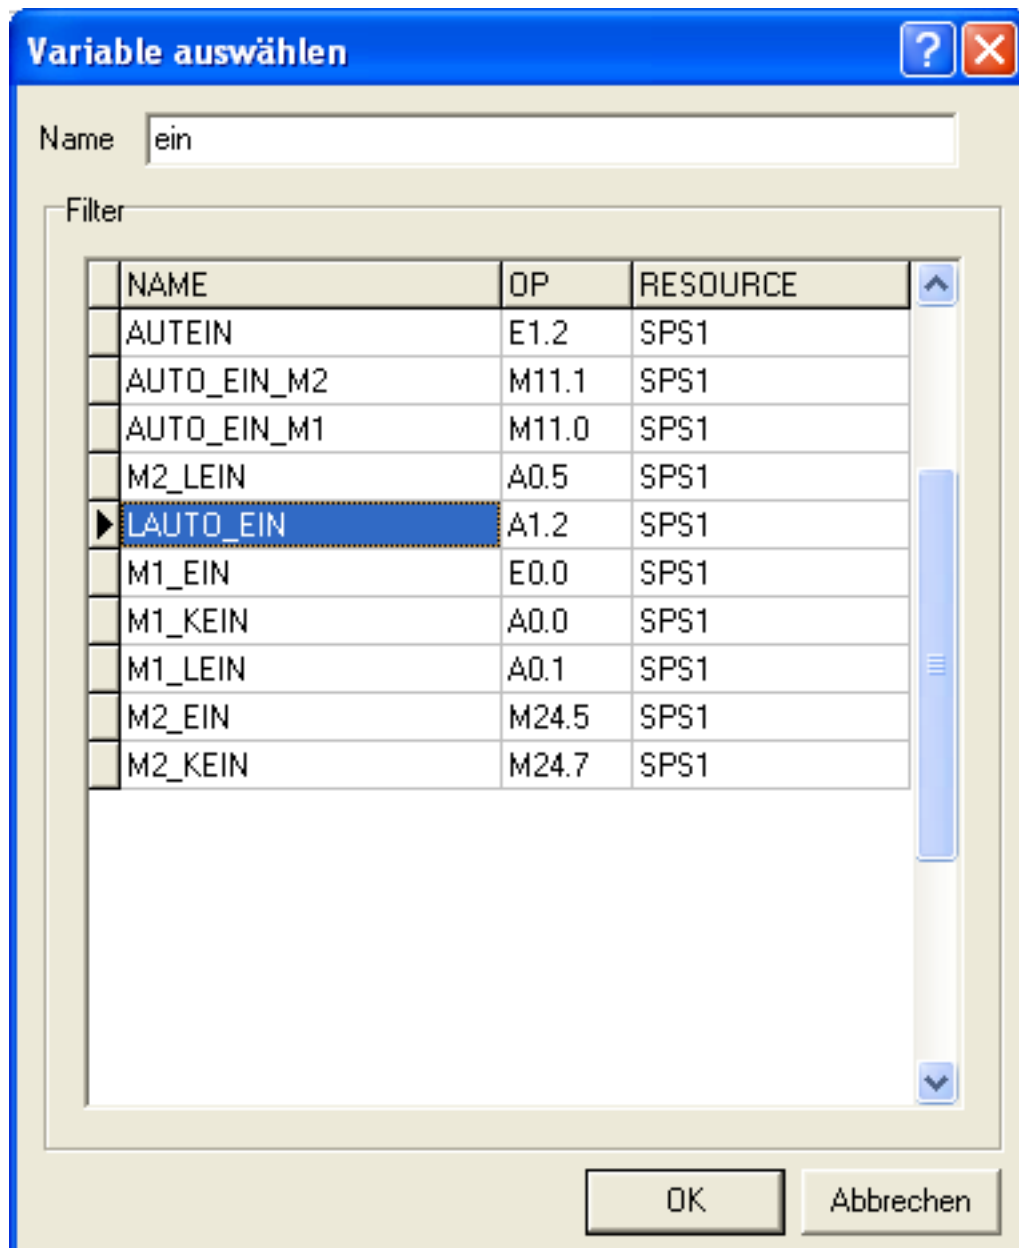 Variable auswählen
Name ein
Filter
NAME OP RESOURCE
AUTEIN E1.2 SPS1
AUTO_EIN_M2 M11.1 SPS1
AUTO_EIN_M1 M11.0 SPS1
M2_LEIN A0.5 SPS1
LAUTO_EIN A1.2 SPS1
M1_EIN E0.0 SPS1
M1_KEIN A0.0 SPS1
M1_LEIN A0.1 SPS1
M2_EIN M24.5 SPS1
M2_KEIN M24.7 SPS1
OK Abbrechen